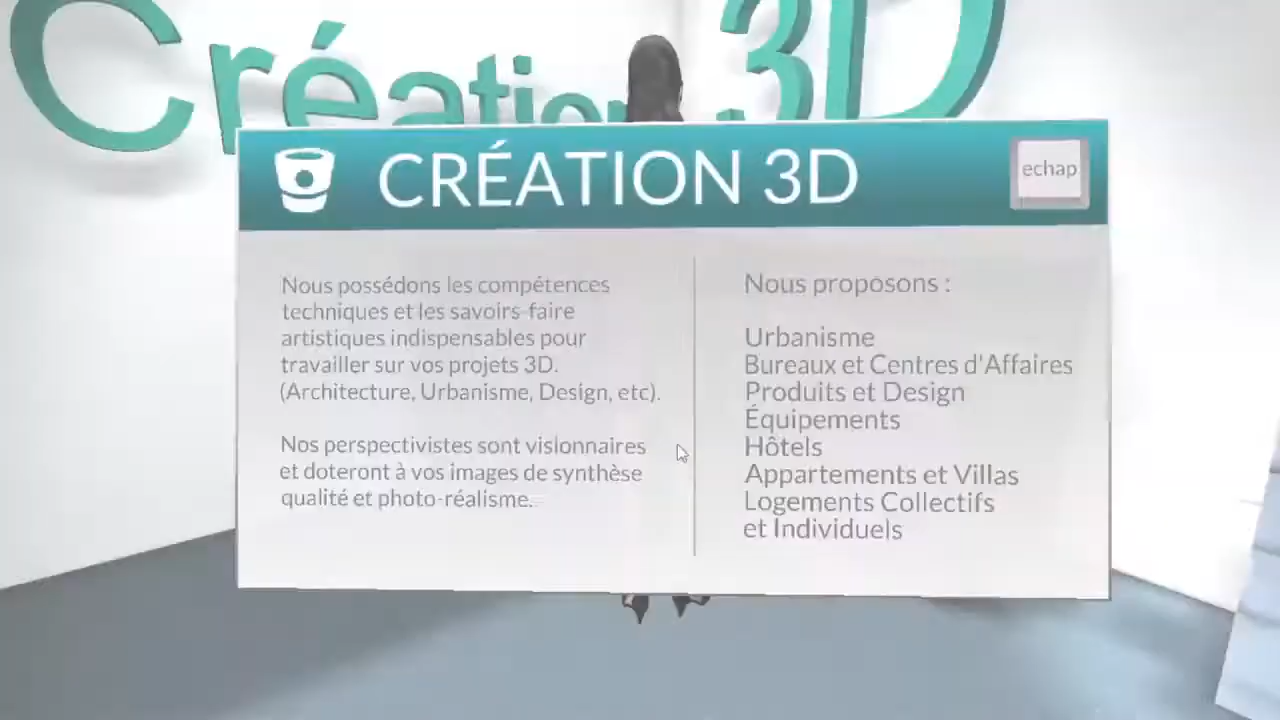 Création 3D
CRÉATION 3D
echap
Nous possédons les compétences
techniques et les savoirs-faire
artistiques indispensables pour
travailler sur vos projets 3D.
(Architecture, Urbanisme, Design, etc).
Nos perspectivistes sont visionnaires
et doteront à vos images de synthèse
qualité et photo-réalisme.
Nous proposons :
Urbanisme
Bureaux et Centres d'Affaires
Produits et Design
Équipements
Hôtels
Appartements et Villas
Logements Collectifs
et Individuels